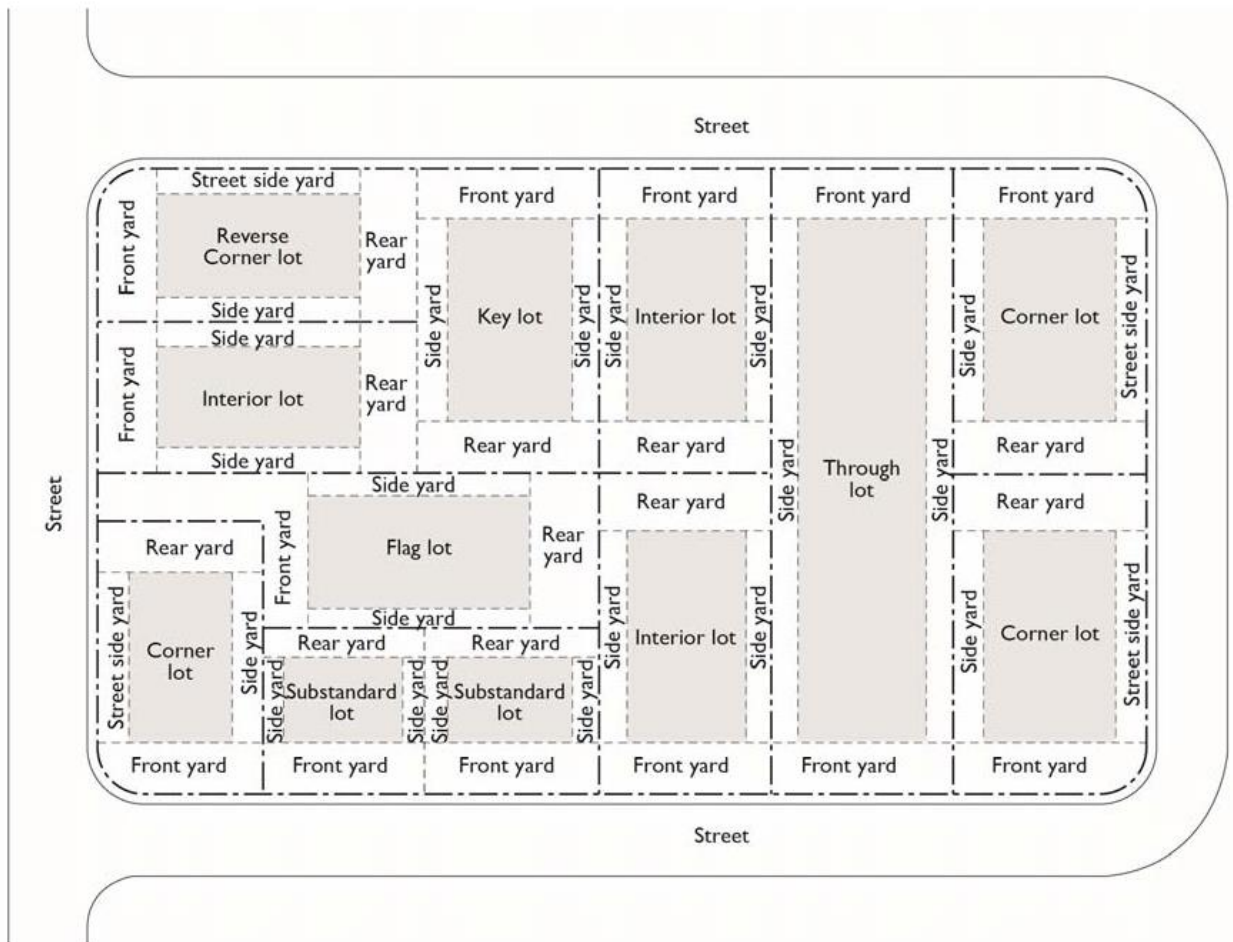 Street
Street side yard
Front yard
Reverse
Corner lot
Rear
yard
Side yard
Front yard
Side yard
Key lot
Side yard
Rear yard
Front yard
Side yard
Interior lot
Side yard
Rear yard
Front yard
Side yard
Through
lot
Side yard
Front yard
Front yard
Side yard
Corner lot
Street side yard
Rear yard
Side yard
Front yard
Interior lot
Rear
yard
Side yard
Street
Side yard
Front yard
Flag lot
Rear
yard
Side yard
Rear yard
Side yard
Interior lot
Side yard
Front yard
Rear yard
Side yard
Corner lot
Street side yard
Front yard
Rear yard
Street side yard
Corner
lot
Side yard
Front yard
Rear yard
Side yard
Substandard
lot
Side yard
Front yard
Rear yard
Side yard
Substandard
lot
Side yard
Front yard
Street